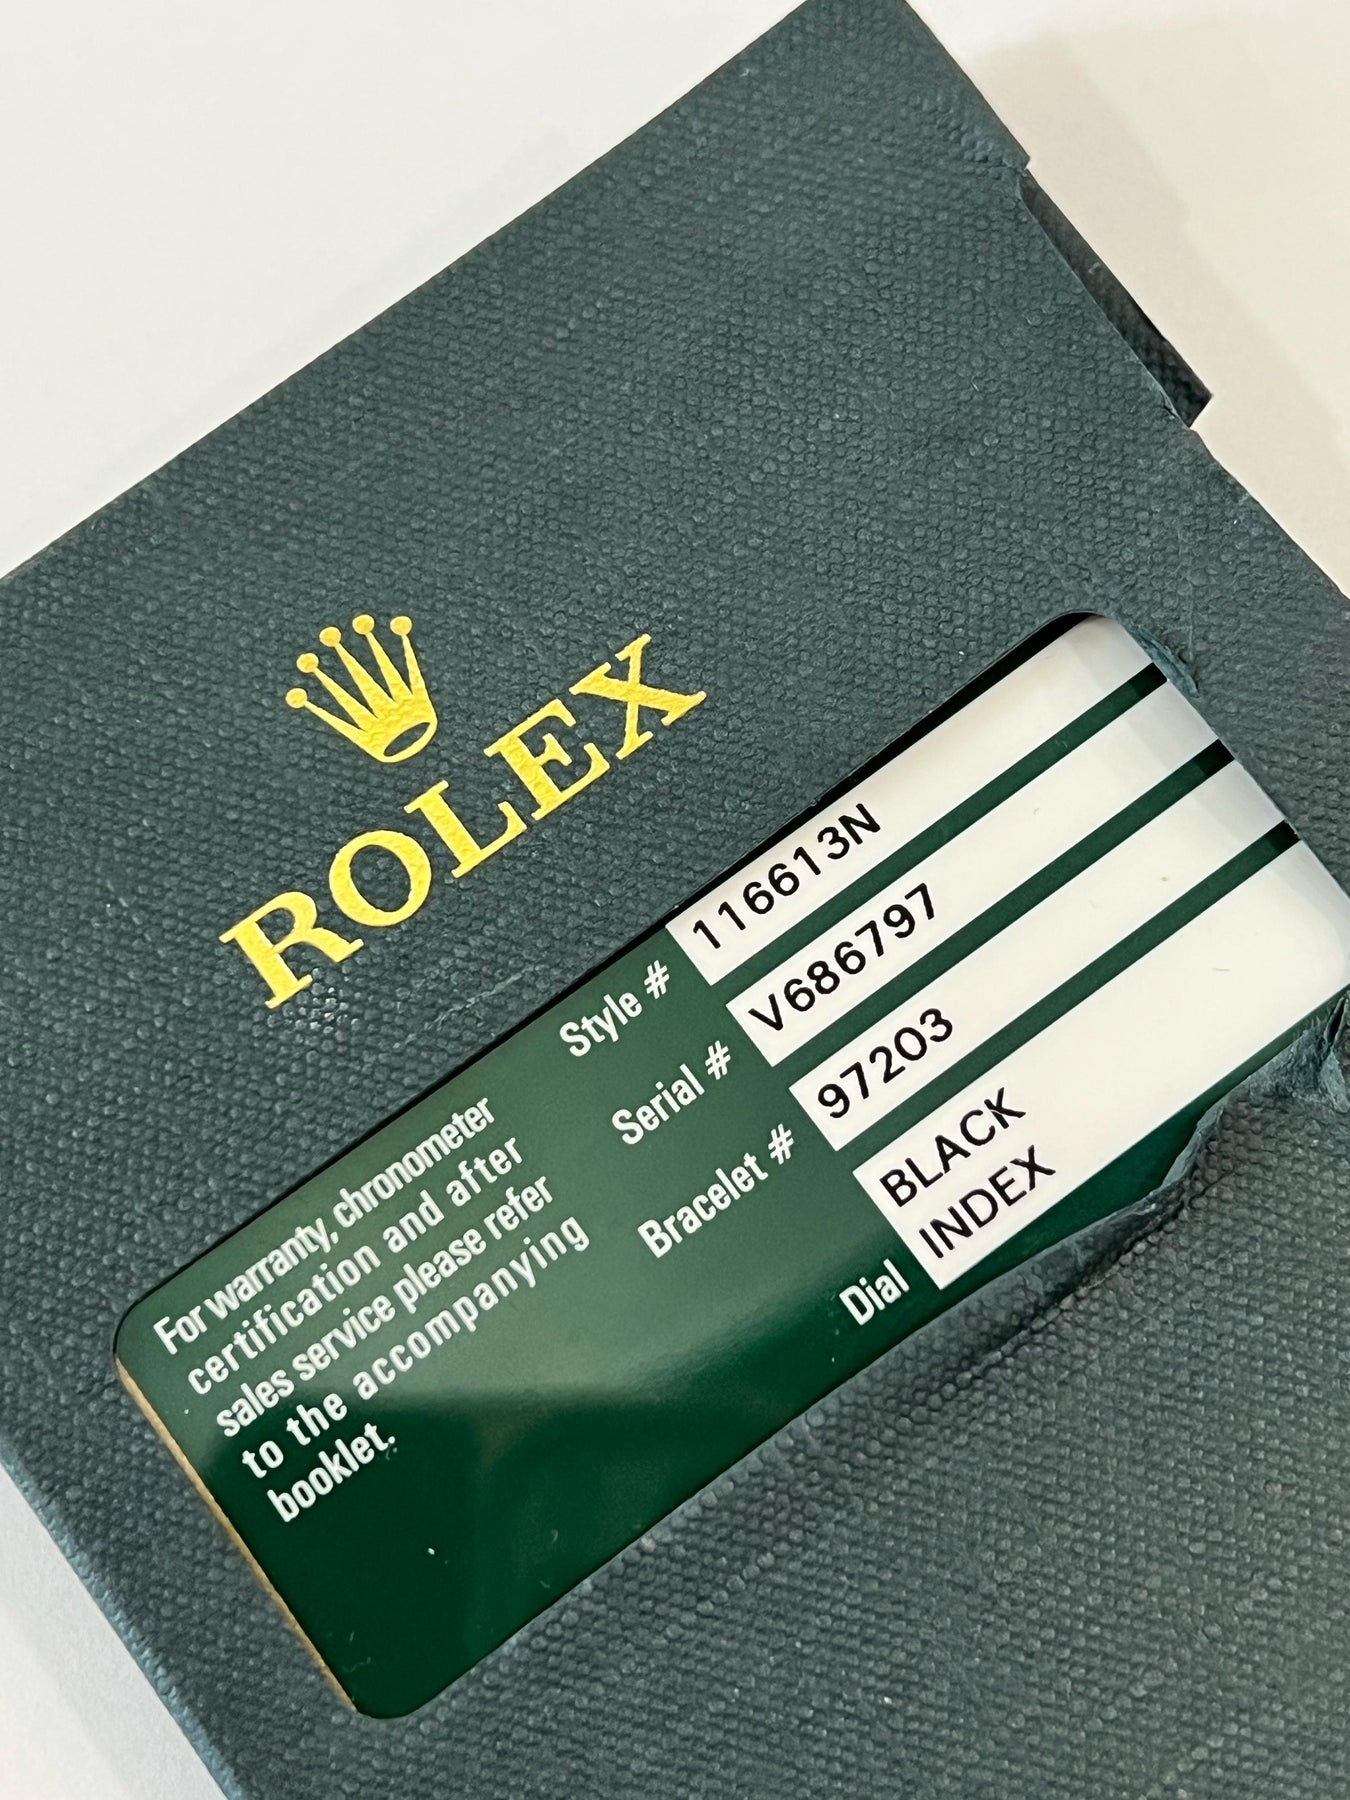 ROLEX
For warranty, chronometer
certification and after
sales service please refer
to the accompanying
booklet.
Style # 116613N
Serial # V686797
Bracelet # 97203
Dial BLACK
INDEX